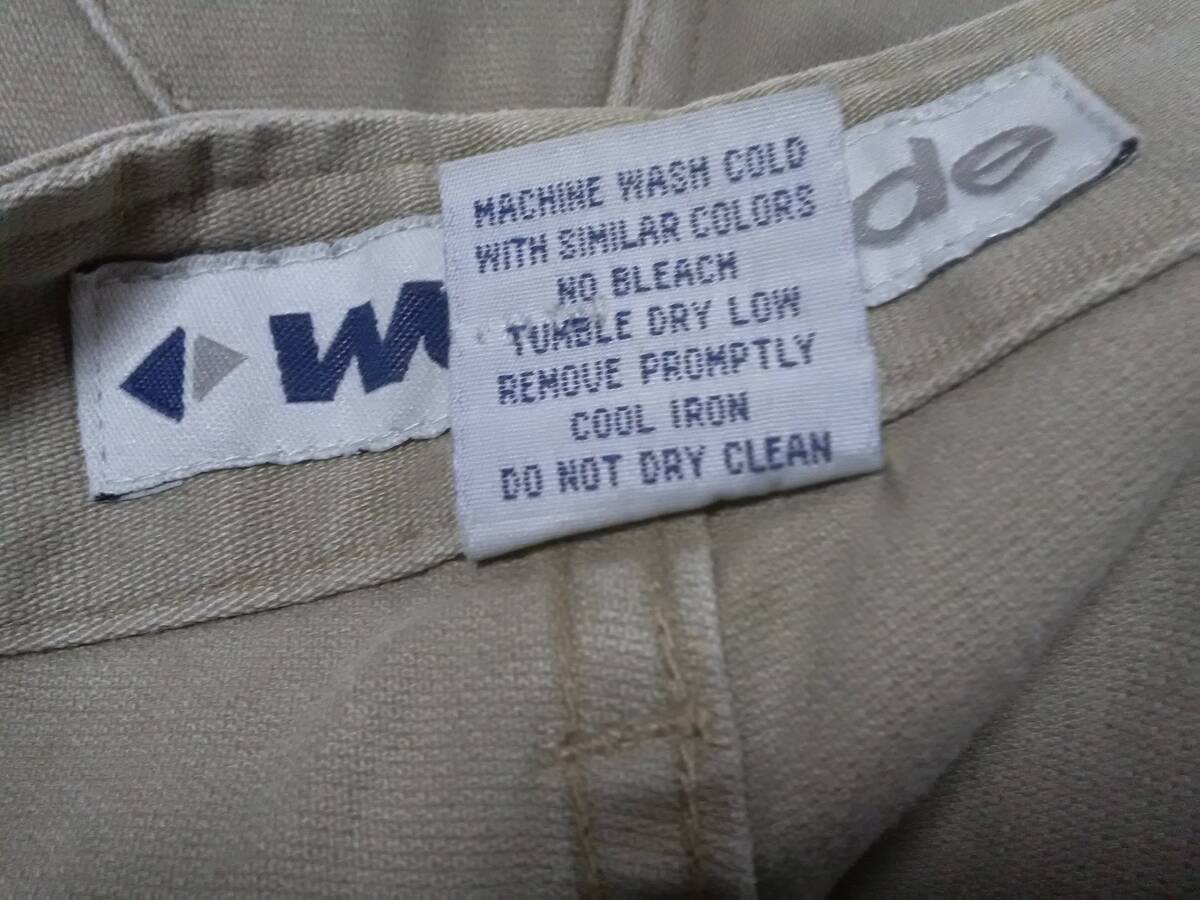 MACHINE WASH COLD
WITH SIMILAR COLORS
NO BLEACH
TUMBLE DRY LOW
REMOVE PROMPTLY
COOL IRON
DO NOT DRY CLEAN
de